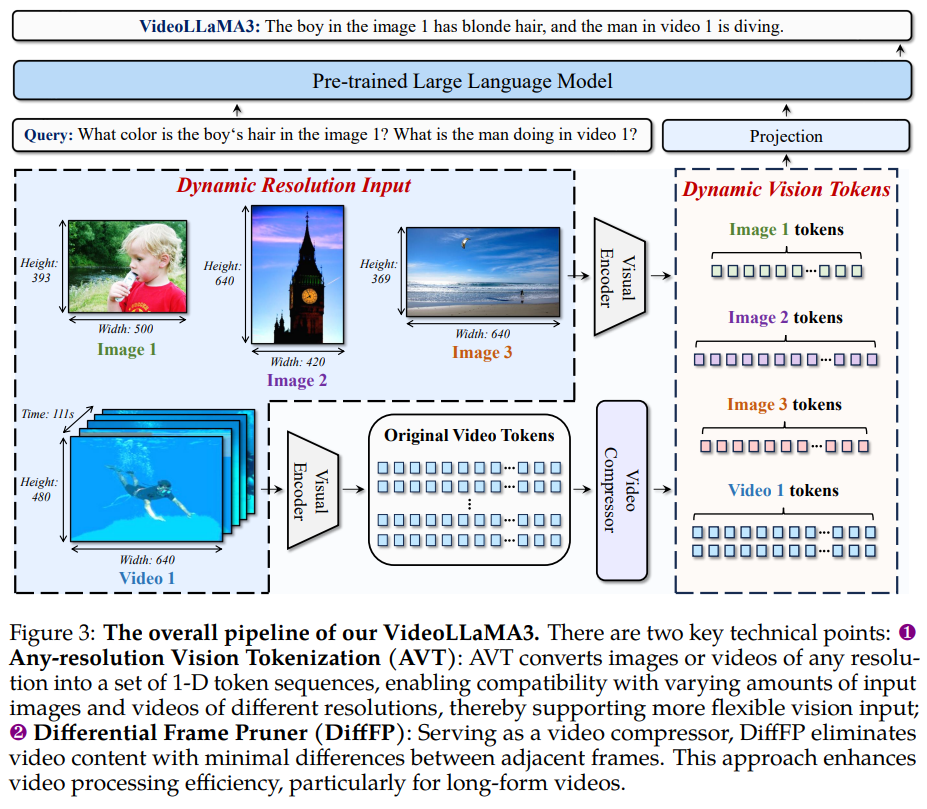 VideoLLaMA3: The boy in the image 1 has blonde hair, and the man in video 1 is diving.
Pre-trained Large Language Model
Query: What color is the boy‘s hair in the image 1? What is the man doing in video 1?
Projection
Dynamic Resolution Input
Height:
393
Width: 500
Image 1
Height:
640
Width: 420
Image 2
Height:
369
Width: 640
Image 3
Visual
Encoder
Dynamic Vision Tokens
Image 1 tokens
...
Image 2 tokens
...
Image 3 tokens
...
Video 1 tokens
...
...
Time: 111s
Height:
480
Width: 640
Video 1
Visual
Encoder
Original Video Tokens
...
...
⋮
...
...
Video
Compressor
Figure 3: The overall pipeline of our VideoLLaMA3. There are two key technical points: ❶
Any-resolution Vision Tokenization (AVT): AVT converts images or videos of any resolu-
tion into a set of 1-D token sequences, enabling compatibility with varying amounts of input
images and videos of different resolutions, thereby supporting more flexible vision input;
❷ Differential Frame Pruner (DiffFP): Serving as a video compressor, DiffFP eliminates
video content with minimal differences between adjacent frames. This approach enhances
video processing efficiency, particularly for long-form videos.